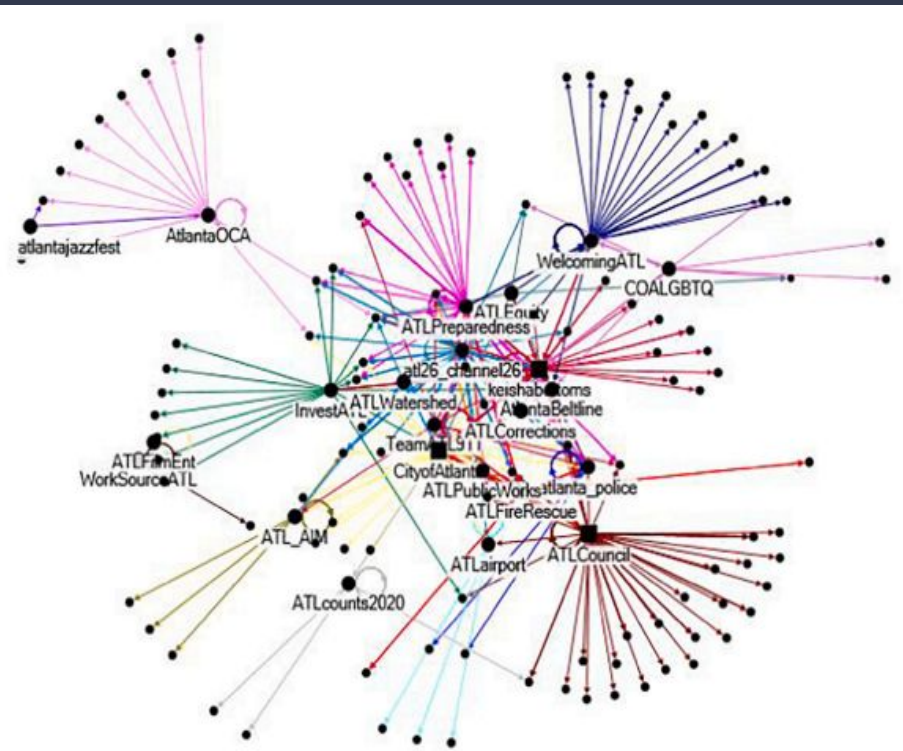 AtlantaOCA
atlantajazzfest
WelcomingATL
COALGBTQ
ATLEquity
ATLPreparedness
atl26_channel26
keishabottoms
InvestATL
ATLWatershed
AtlantaBeltline
ATLCorrections
CityofAtlanta
ATLFilmEnt
WorkSourceATL
ATLPublicWorks
atlanta_police
ATLFireRescue
ATL_AIM
ATLairport
ATLCouncil
ATLcounts2020